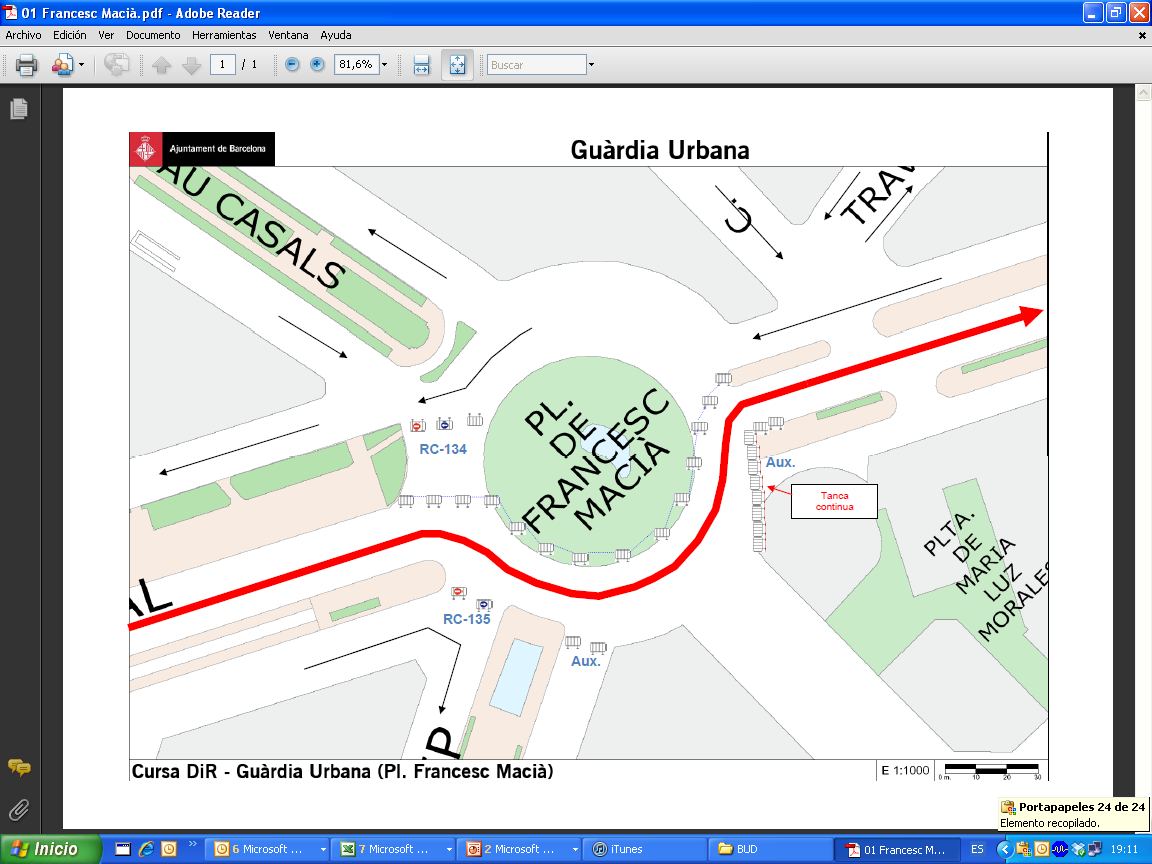 01 Francesc Macià.pdf - Adobe Reader
Archivo Edición Ver Documento Herramientas Ventana Ayuda
1 / 1 81,6% Buscar
Ajuntament de Barcelona
Guàrdia Urbana
AU CASALS
C.
TRAV
PL.
DE
FRANCESC
MACIÀ
RC-134
Aux.
Tanca
contínua
PLTA.
DE
MARIA
LUZ
MORALES
AL
RC-135
Aux.
Cursa DiR - Guàrdia Urbana (Pl. Francesc Macià)
E 1:1000
0 m. 10 20 30
Portapapeles 24 de 24
Elemento recopilado.
Inicio
6 Microsoft ...
7 Microsoft ...
2 Microsoft ...
iTunes
BUD
01 Francesc M...
ES
19:11